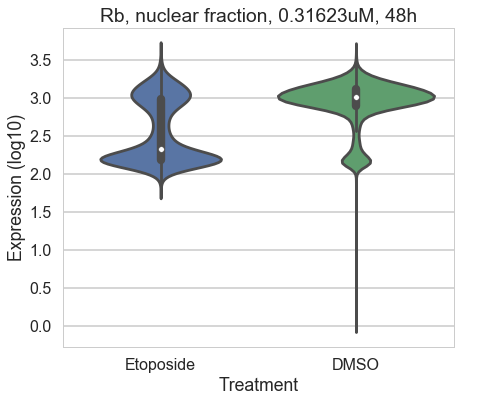 Rb, nuclear fraction, 0.31623uM, 48h
Expression (log10)
3.5
3.0
2.5
2.0
1.5
1.0
0.5
0.0
Etoposide
DMSO
Treatment